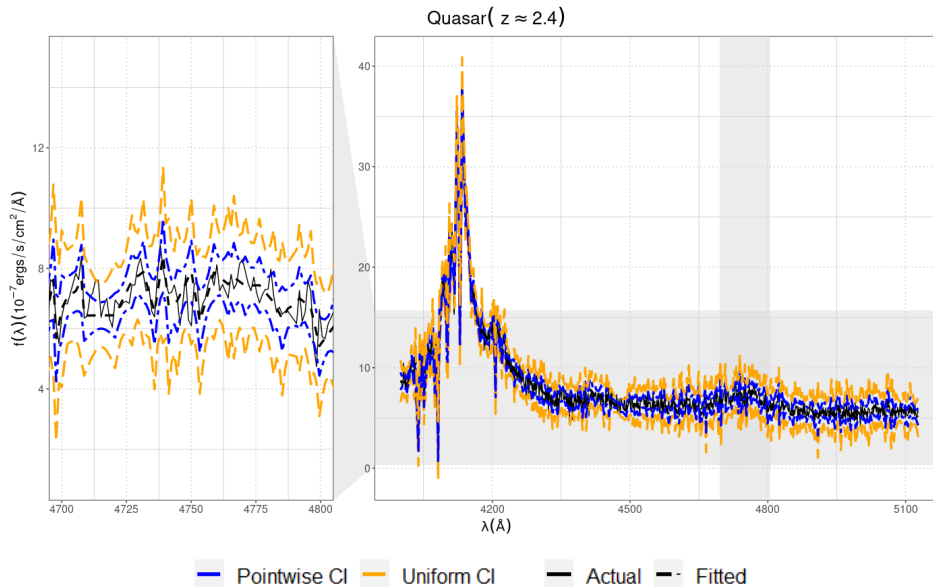 Quasar( z ≈ 2.4)
f(λ)(10⁻⁷ergs/s/cm²/Å)
12
8
4
4700 4725 4750 4775 4800
40
30
20
10
0
4200 4500 4800 5100
λ(Å)
Pointwise CI Uniform CI Actual Fitted